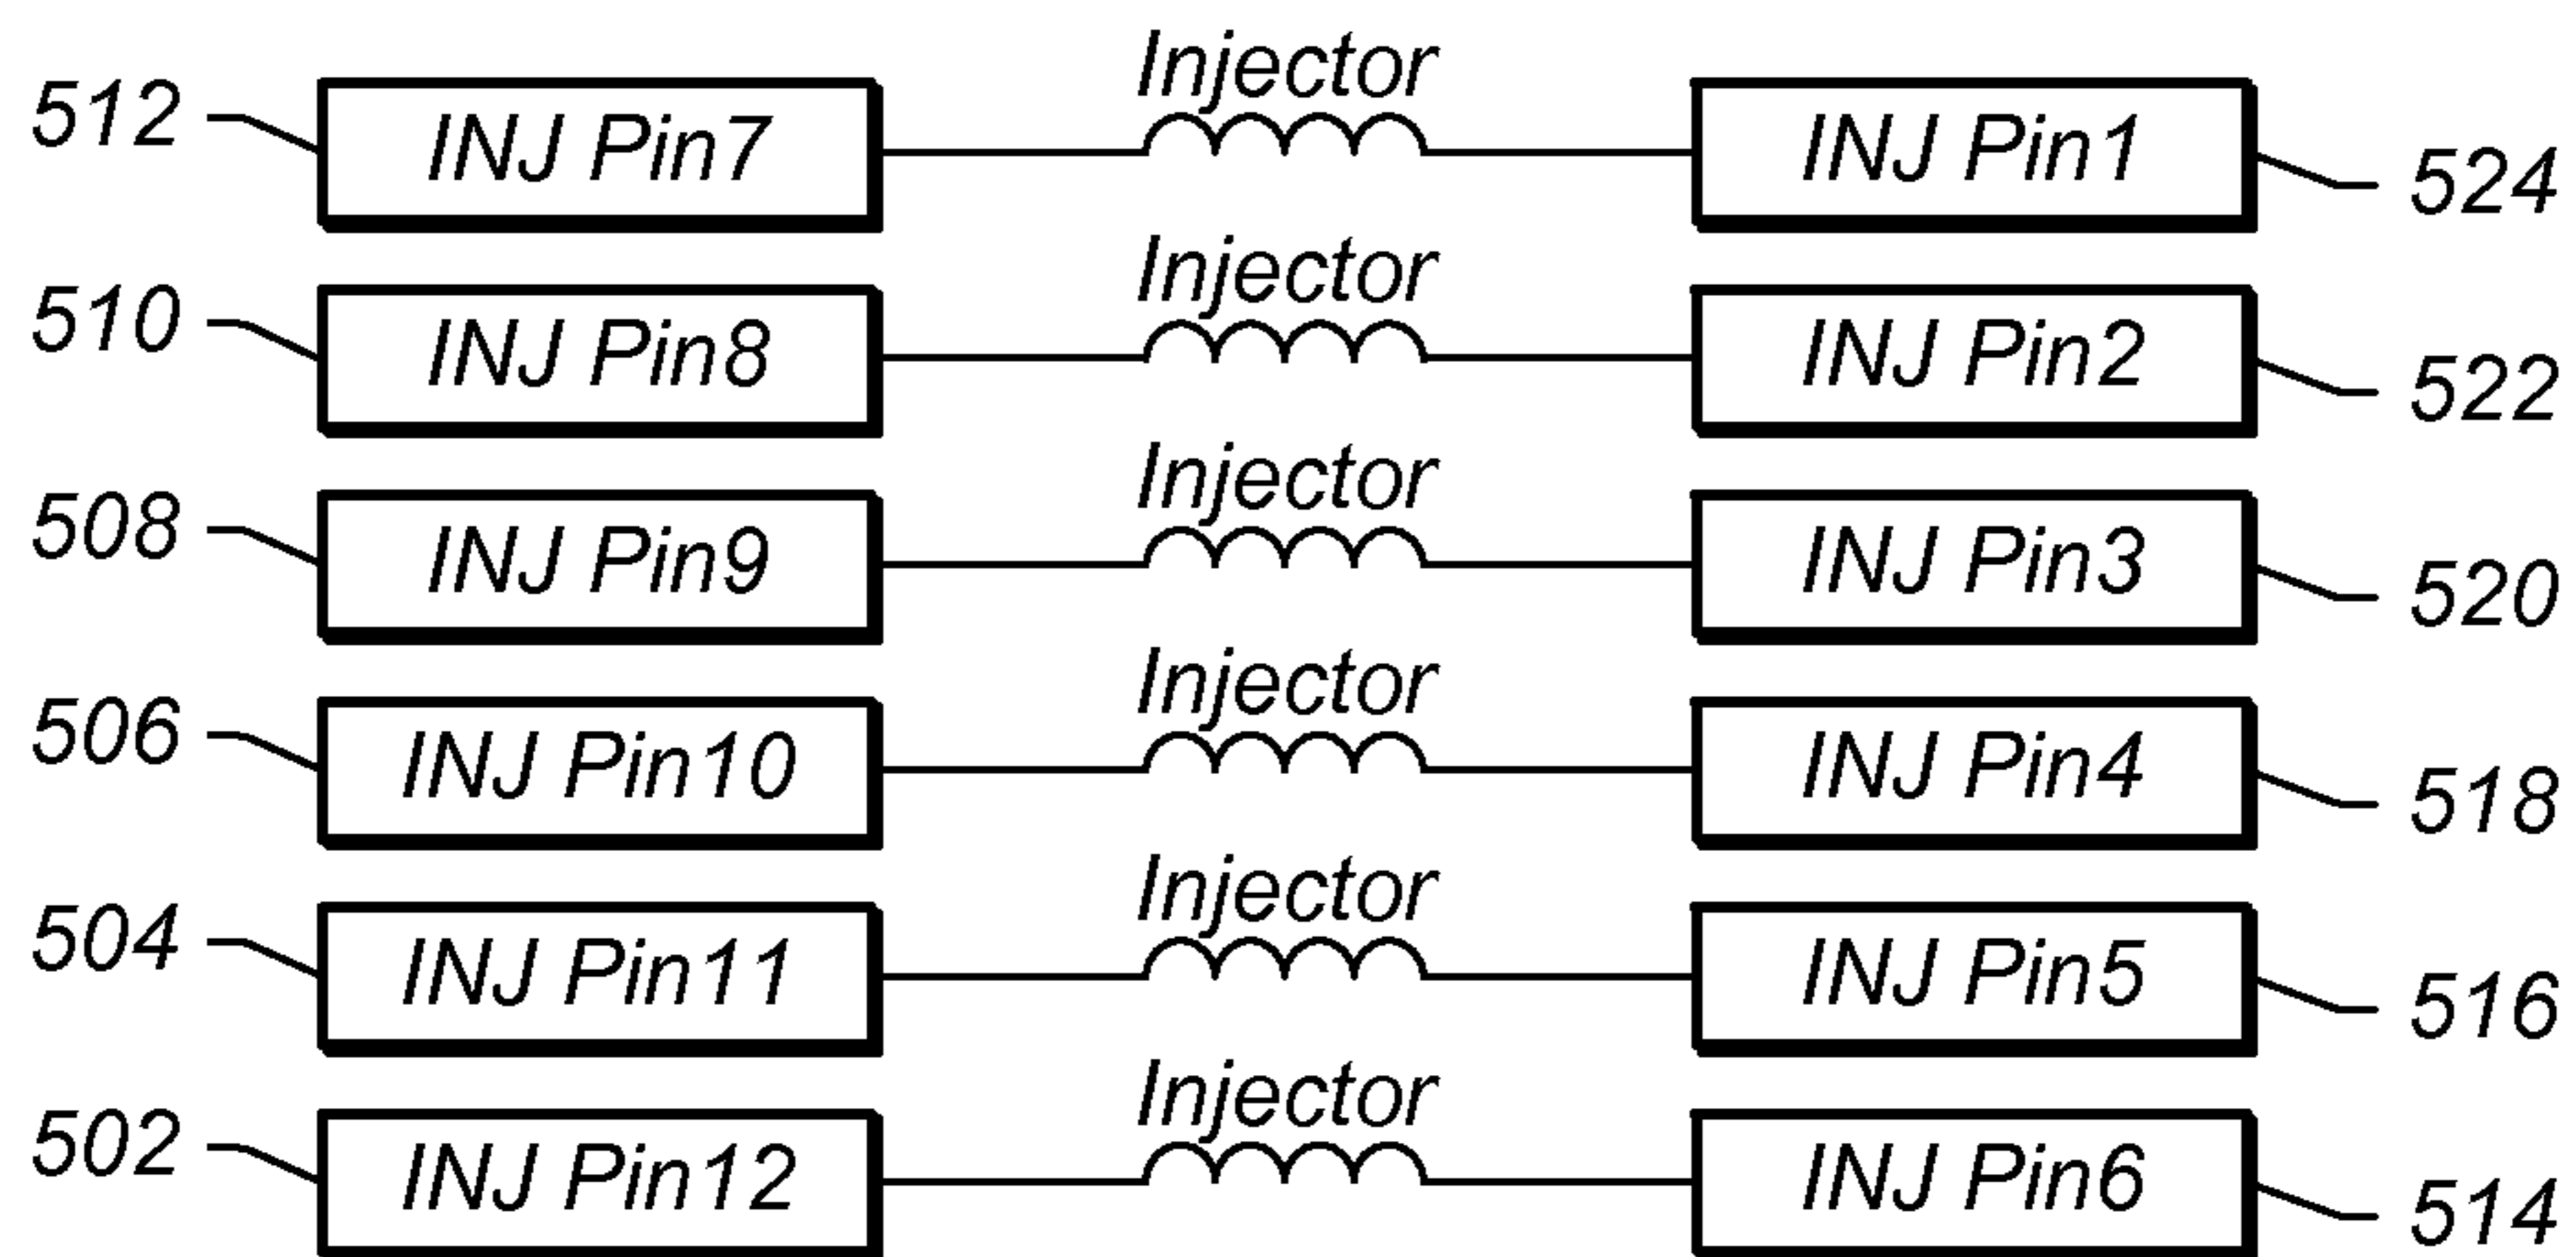 Injector
512 INJ Pin7 INJ Pin1 524
Injector
510 INJ Pin8 INJ Pin2 522
Injector
508 INJ Pin9 INJ Pin3 520
Injector
506 INJ Pin10 INJ Pin4 518
Injector
504 INJ Pin11 INJ Pin5 516
Injector
502 INJ Pin12 INJ Pin6 514